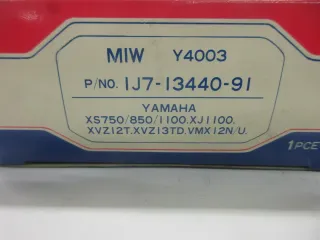 MIW Y4003
P/NO. 1J7-13440-91
YAMAHA
XS750/850/1100.XJ1100.
XVZ12T.XVZ13TD.VMX12N/U.
1PCE